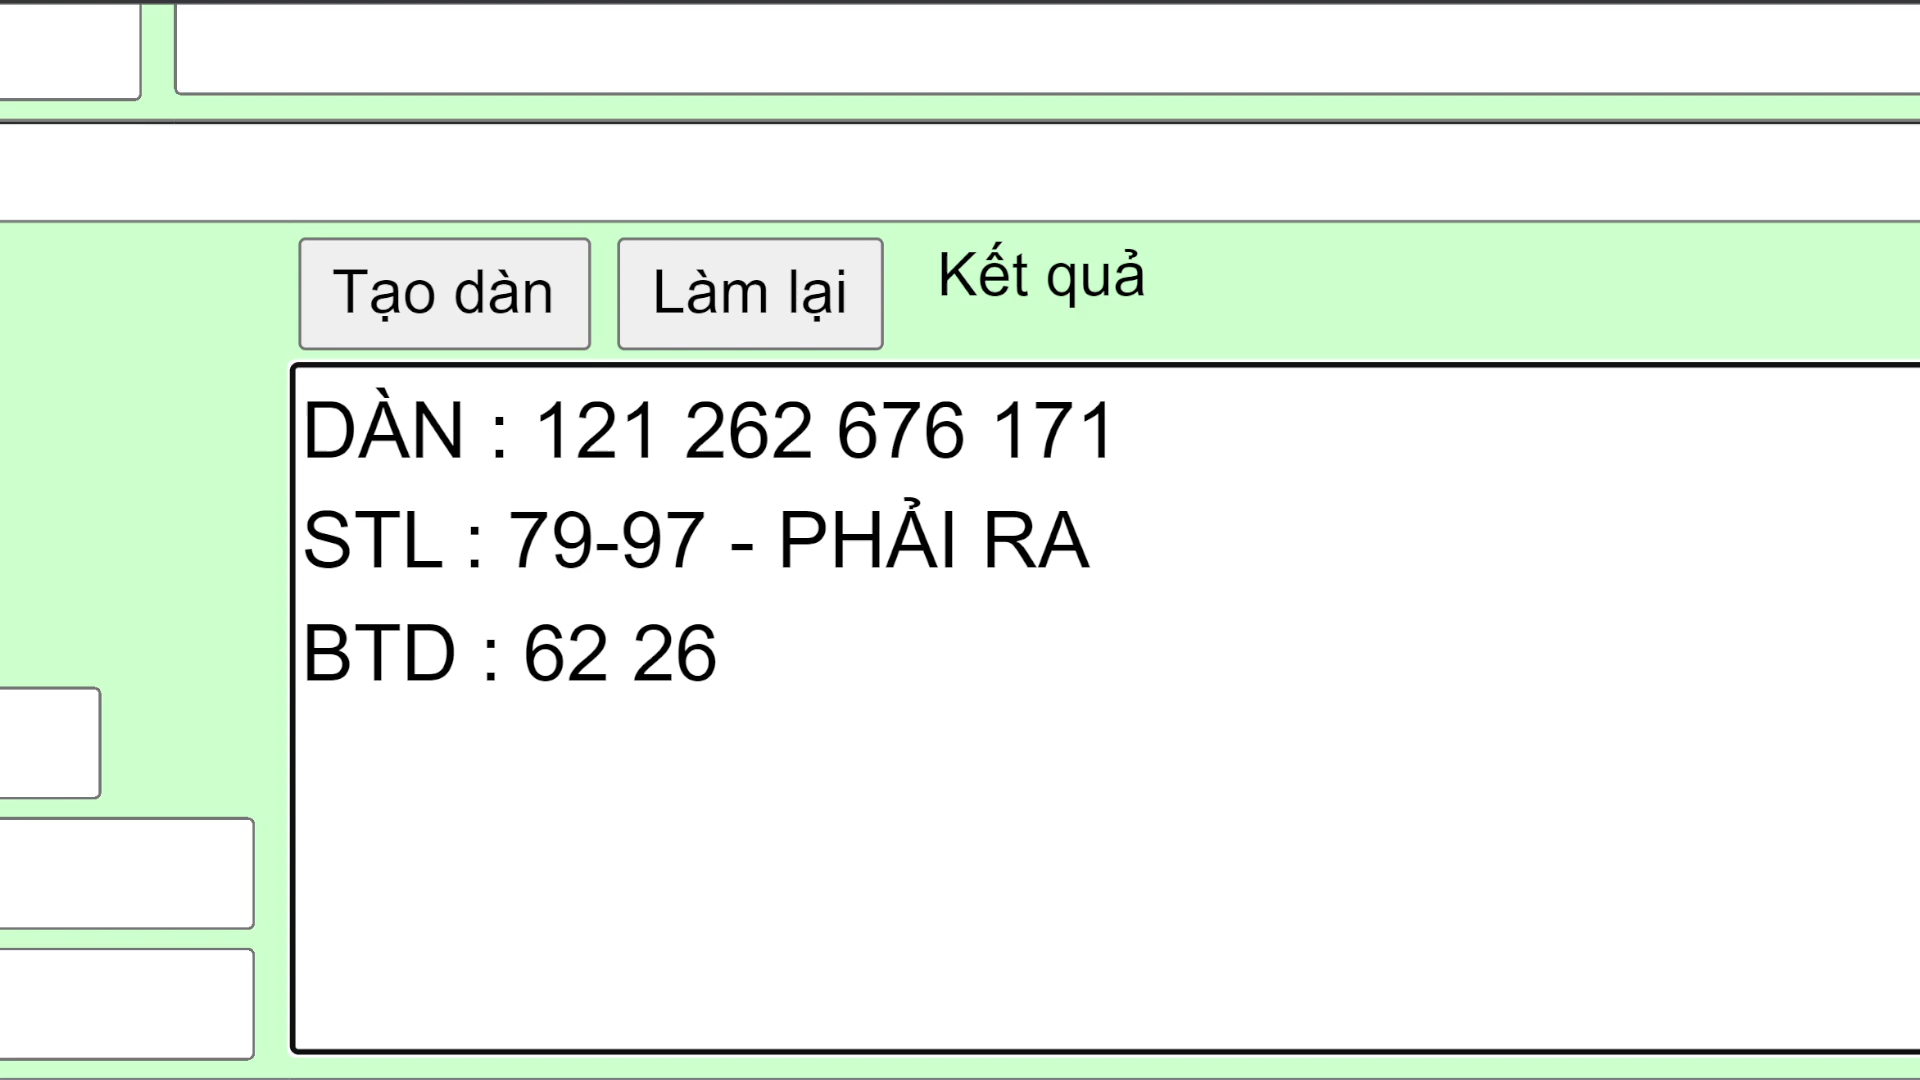 Tạo dàn Làm lại Kết quả
DÀN : 121 262 676 171
STL : 79-97 - PHẢI RA
BTD : 62 26